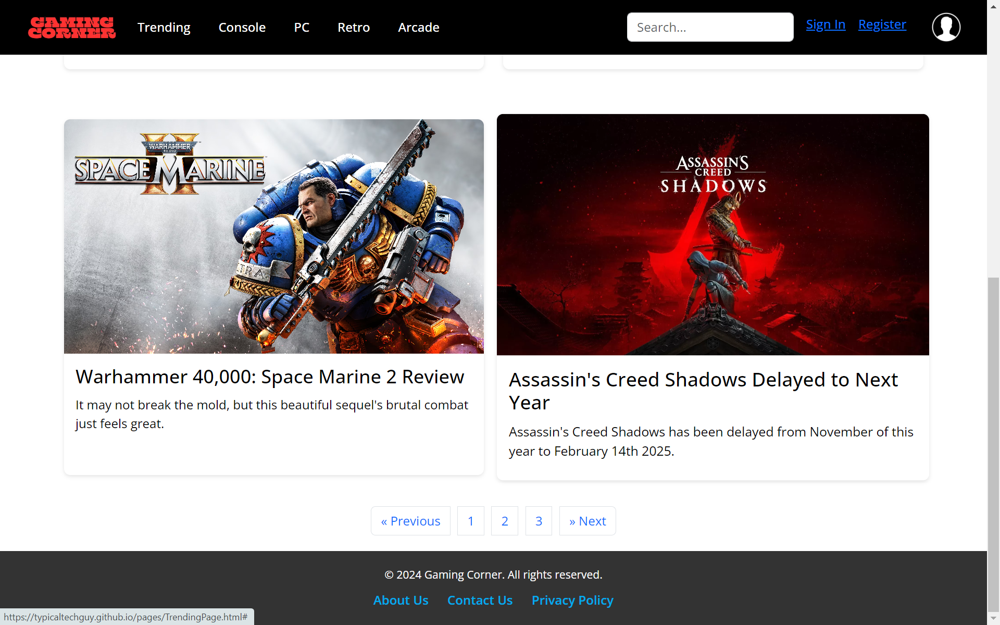 GAMING
CORNER
Trending
Console
PC
Retro
Arcade
Search...
Sign In
Register
WARHAMMER
40,000
SPACE MARINE
II
TRA
ASSASSIN'S
CREED
SHADOWS
Warhammer 40,000: Space Marine 2 Review
It may not break the mold, but this beautiful sequel's brutal combat
just feels great.
Assassin's Creed Shadows Delayed to Next
Year
Assassin's Creed Shadows has been delayed from November of this
year to February 14th 2025.
« Previous
1
2
3
» Next
© 2024 Gaming Corner. All rights reserved.
About Us
Contact Us
Privacy Policy
https://typicaltechguy.github.io/pages/TrendingPage.html#